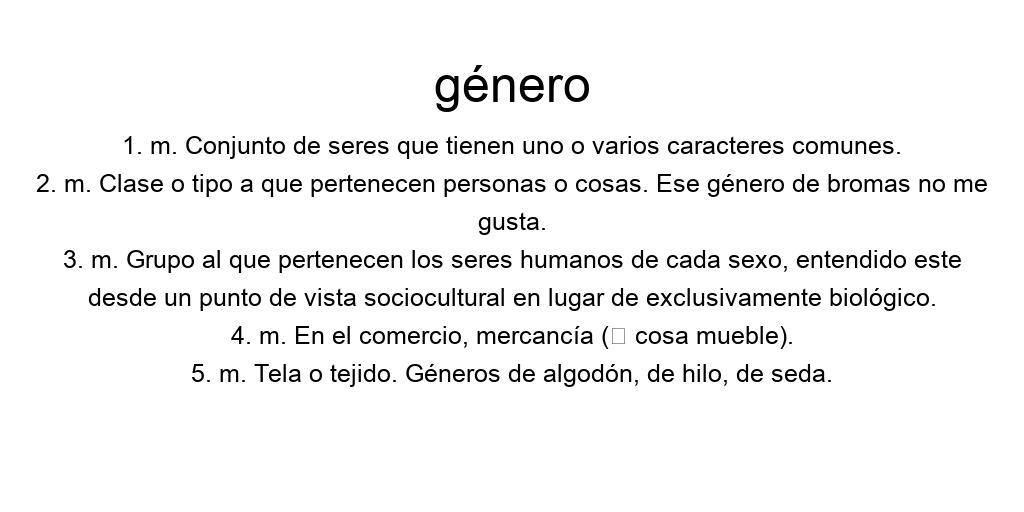 género
1. m. Conjunto de seres que tienen uno o varios caracteres comunes.
2. m. Clase o tipo a que pertenecen personas o cosas. Ese género de bromas no me
gusta.
3. m. Grupo al que pertenecen los seres humanos de cada sexo, entendido este
desde un punto de vista sociocultural en lugar de exclusivamente biológico.
4. m. En el comercio, mercancía (□ cosa mueble).
5. m. Tela o tejido. Géneros de algodón, de hilo, de seda.